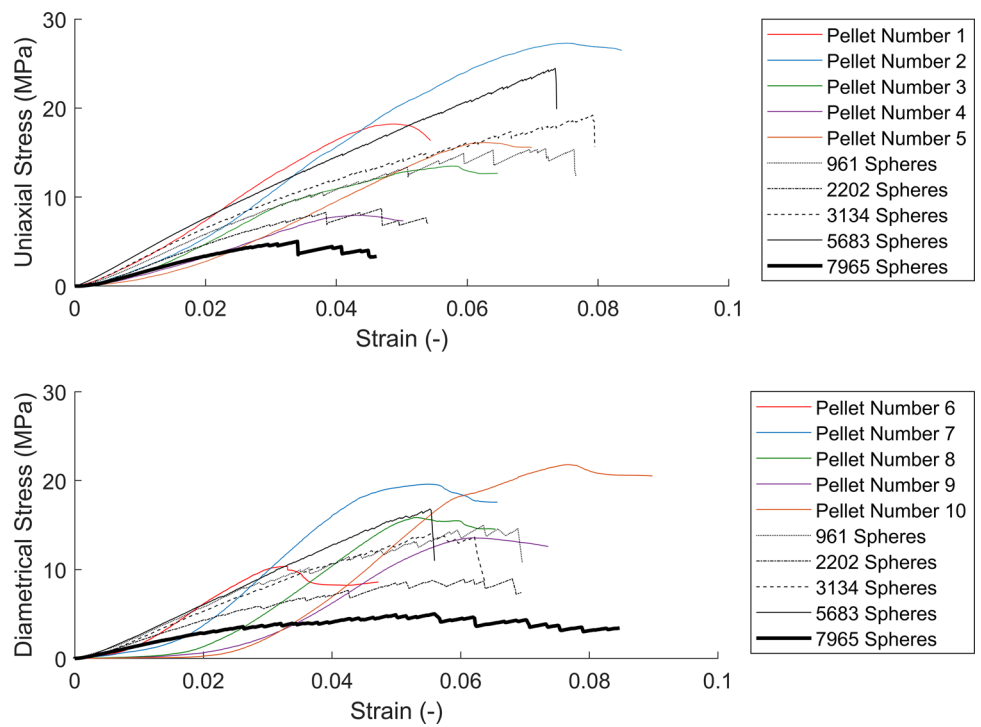 30
20
10
0
Uniaxial Stress (MPa)
0 0.02 0.04 0.06 0.08 0.1
Strain (-)
Pellet Number 1
Pellet Number 2
Pellet Number 3
Pellet Number 4
Pellet Number 5
961 Spheres
2202 Spheres
3134 Spheres
5683 Spheres
7965 Spheres
30
20
10
0
Diametrical Stress (MPa)
0 0.02 0.04 0.06 0.08 0.1
Strain (-)
Pellet Number 6
Pellet Number 7
Pellet Number 8
Pellet Number 9
Pellet Number 10
961 Spheres
2202 Spheres
3134 Spheres
5683 Spheres
7965 Spheres